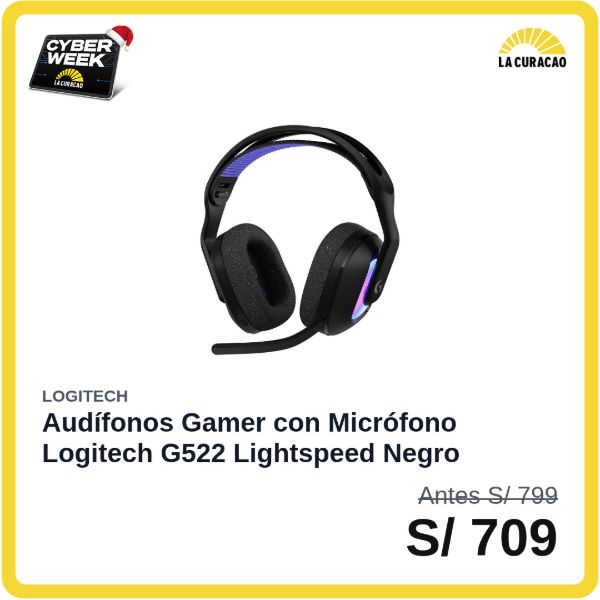 CYBER
WEEK
LA CURACAO
LA CURACAO
LOGITECH
Audífonos Gamer con Micrófono
Logitech G522 Lightspeed Negro
Antes S/ 799
S/ 709